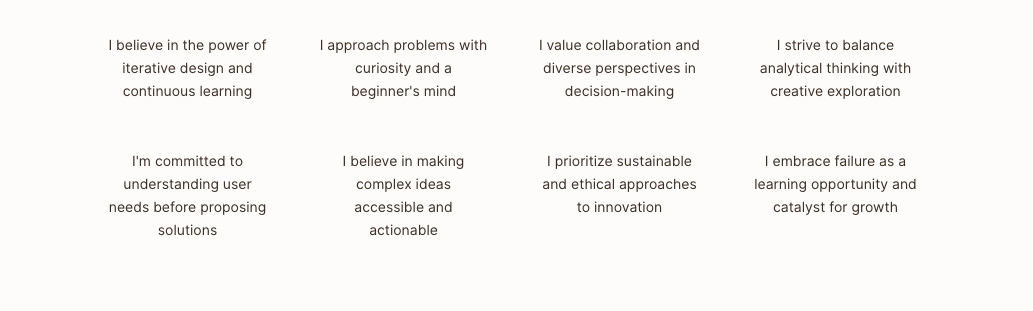 I believe in the power of
iterative design and
continuous learning
I approach problems with
curiosity and a
beginner's mind
I value collaboration and
diverse perspectives in
decision-making
I strive to balance
analytical thinking with
creative exploration
I'm committed to
understanding user
needs before proposing
solutions
I believe in making
complex ideas
accessible and
actionable
I prioritize sustainable
and ethical approaches
to innovation
I embrace failure as a
learning opportunity and
catalyst for growth